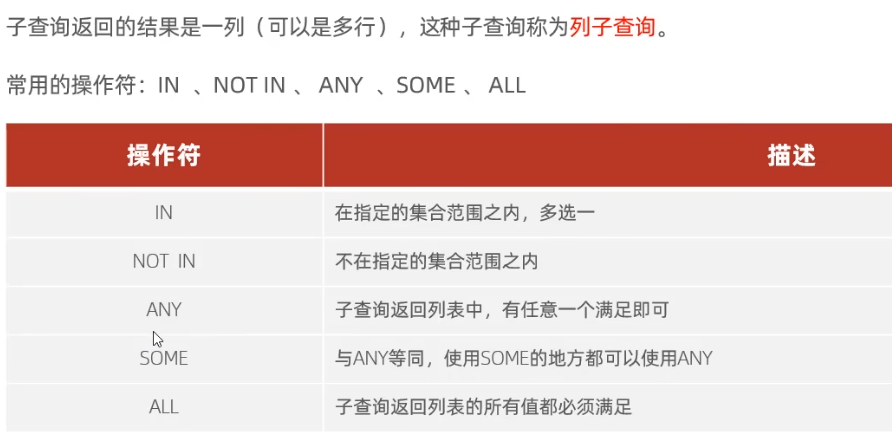 子查询返回的结果是一列（可以是多行），这种子查询称为列子查询。
常用的操作符：IN 、NOT IN 、 ANY 、SOME 、 ALL
操作符 描述
IN 在指定的集合范围之内，多选一
NOT IN 不在指定的集合范围之内
ANY 子查询返回列表中，有任意一个满足即可
SOME 与ANY等同，使用SOME的地方都可以使用ANY
ALL 子查询返回列表的所有值都必须满足